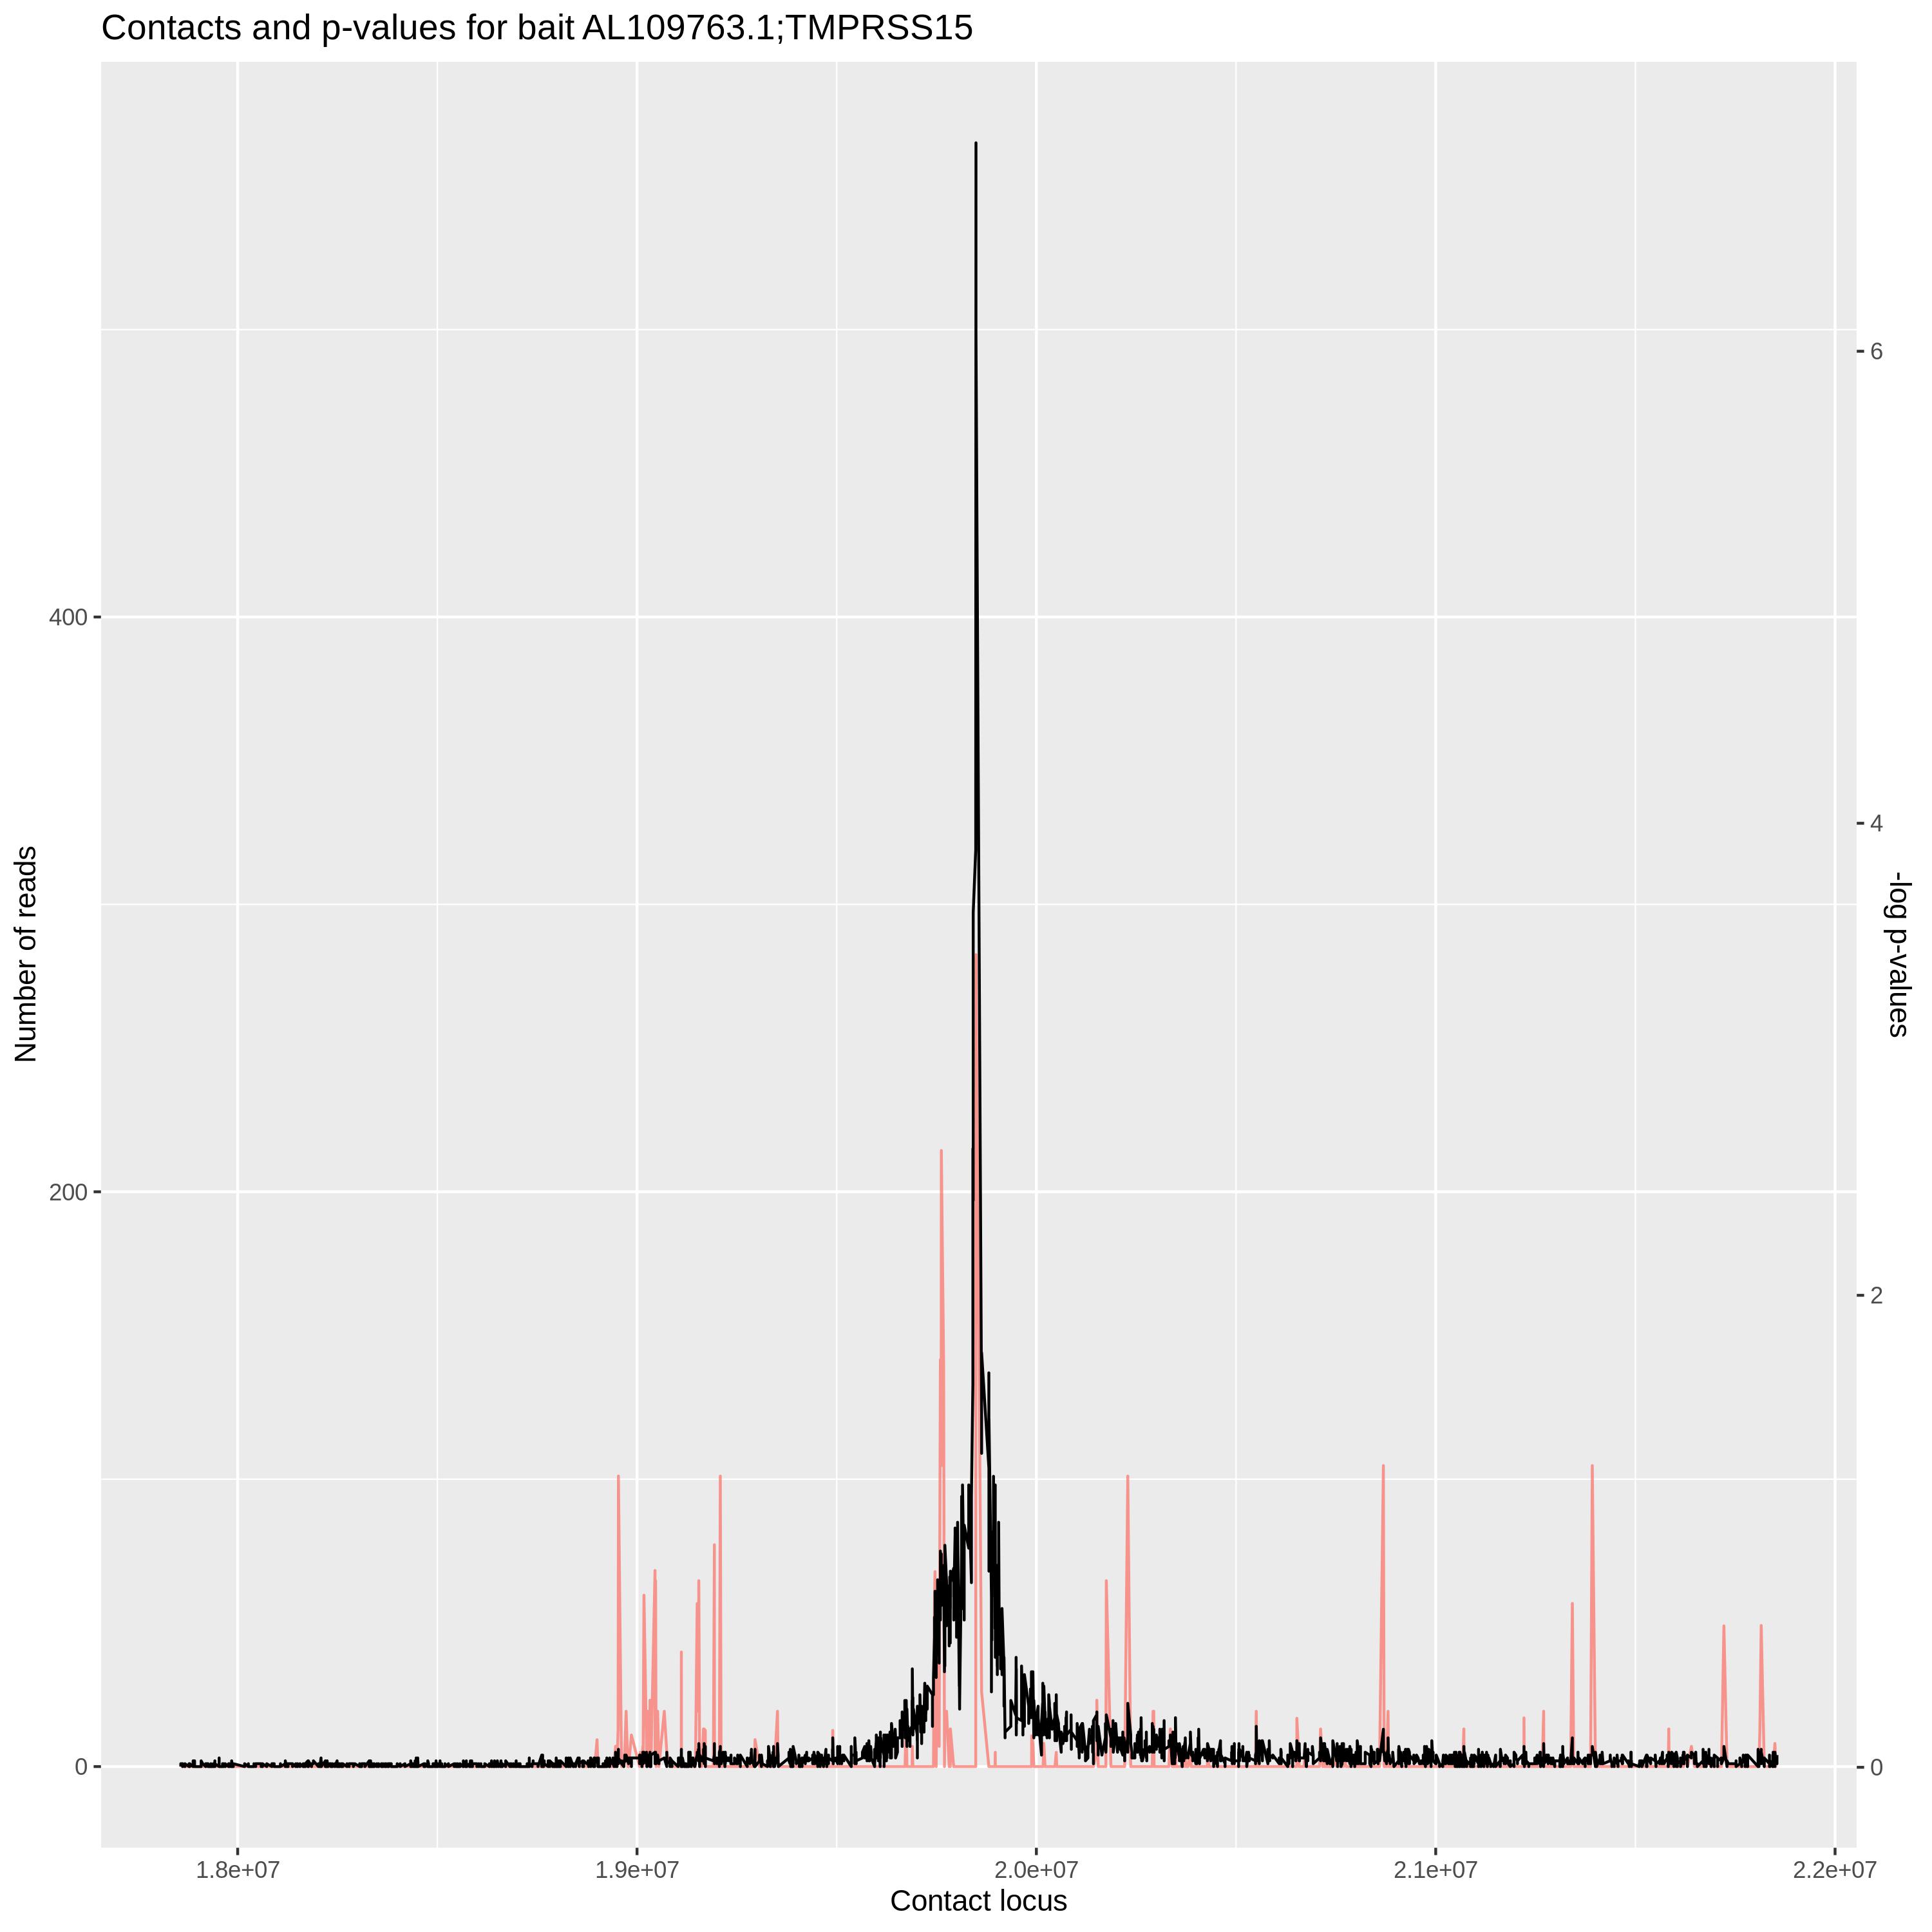 Contacts and p-values for bait AL109763.1;TMPRSS15
Number of reads
400
200
0
6
4
2
0
-log p-values
1.8e+07 1.9e+07 2.0e+07 2.1e+07 2.2e+07
Contact locus